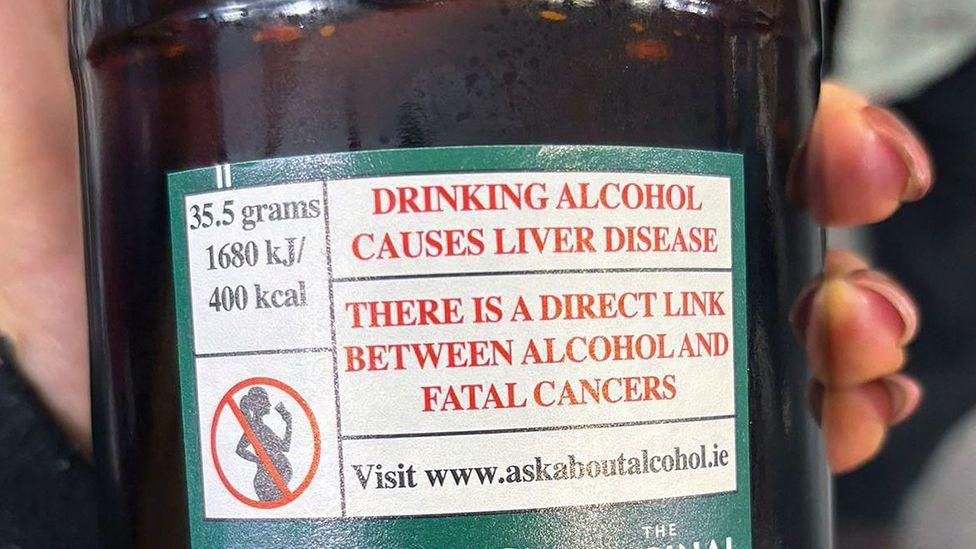 35.5 grams
1680 kJ/
400 kcal
DRINKING ALCOHOL
CAUSES LIVER DISEASE
THERE IS A DIRECT LINK
BETWEEN ALCOHOL AND
FATAL CANCERS
Visit www.askaboutalcohol.ie
THE